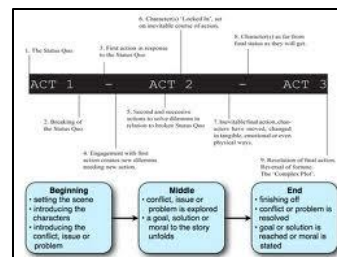 6. Character(s) 'Locked In', set
on inevitable course of action.
8. Character(s) as far from
final status as they will get.
3. First action in response
to the Status Quo
1. The Status Quo
ACT 1 - ACT 2 - ACT 3
2. Breaking of
the Status Quo
5. Second and successive
actions to solve dilemma in
relation to broken Status Quo
7. Inevitable final action, char-
acters have moved, changed
in tangible, emotional or even
physical ways.
4. Engagement with first
action creates new dilemma
needing new action.
9. Revelation of final action.
Reversal of fortune.
The 'Complex Plot'.
Beginning
• setting the scene
• introducing the
characters
• introducing the
conflict, issue or
problem
Middle
• conflict, issue or
problem is explored
• a goal, solution or
moral to the story
unfolds
End
• finishing off
• conflict or problem is
resolved
• goal or solution is
reached or moral is
stated